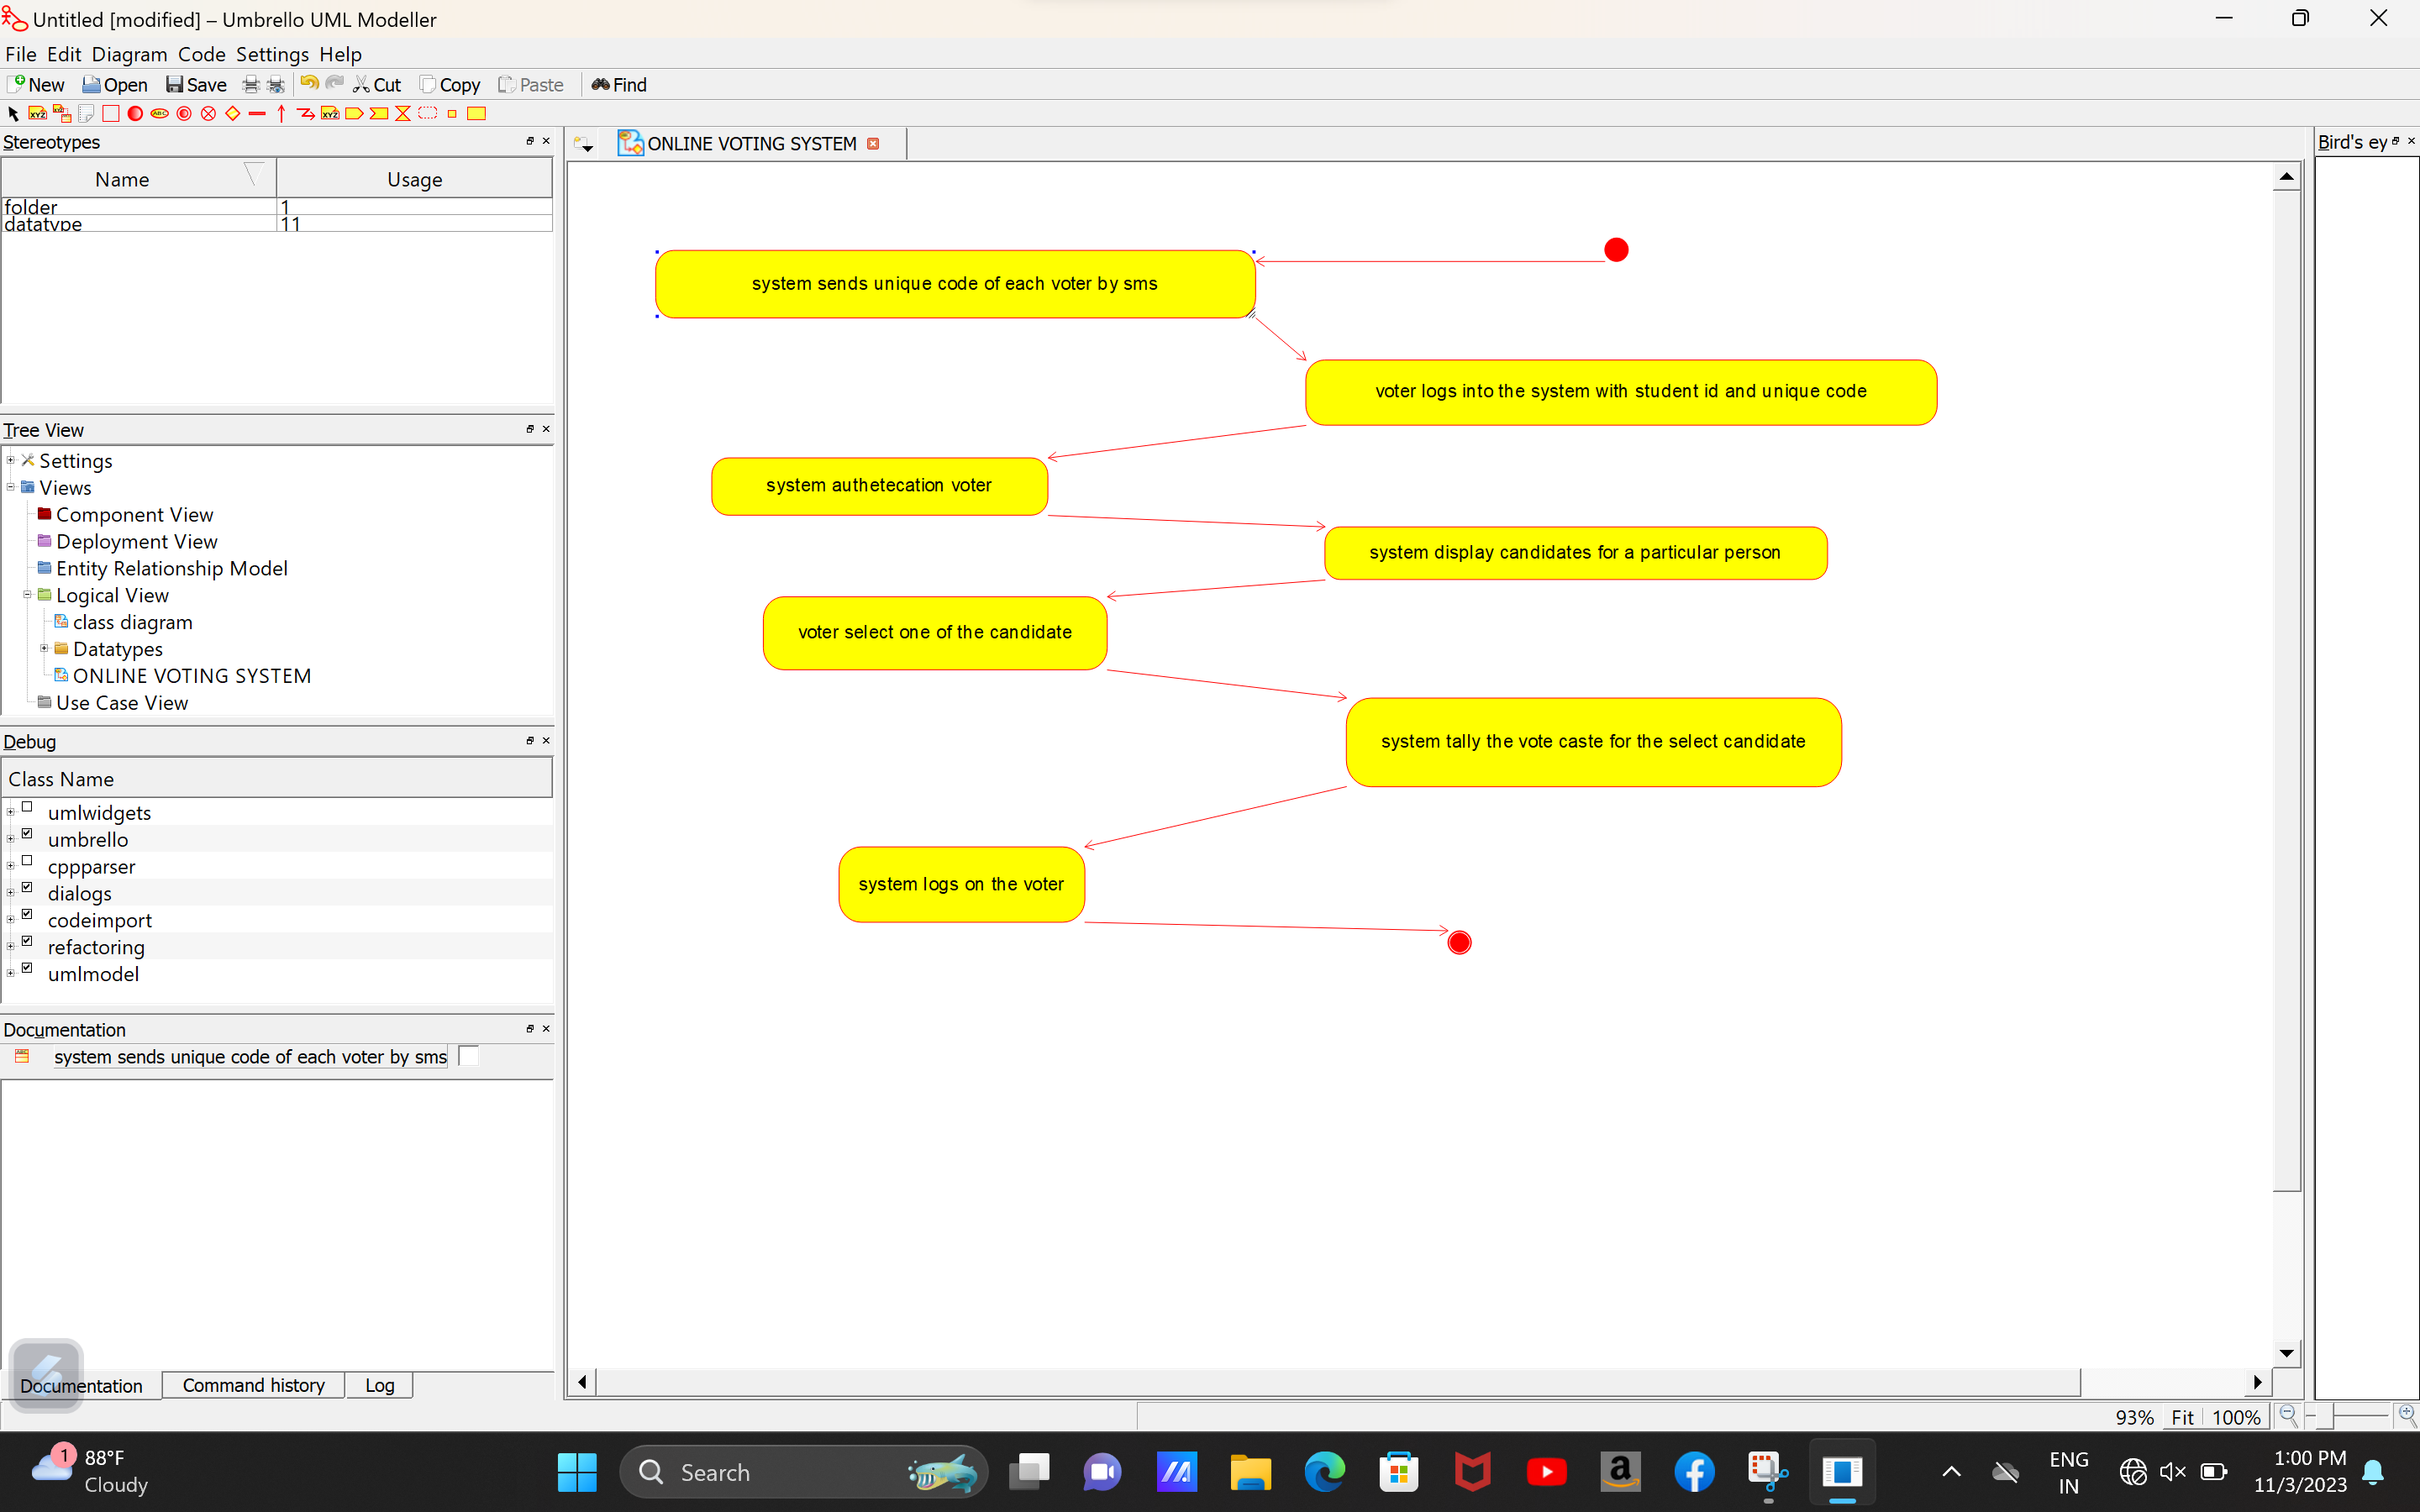 Untitled [modified] – Umbrello UML Modeller
File Edit Diagram Code Settings Help
New Open Save Cut Copy Paste Find
Stereotypes
Name Usage
folder 1
datatype 11
Tree View
Settings
Views
Component View
Deployment View
Entity Relationship Model
Logical View
class diagram
Datatypes
ONLINE VOTING SYSTEM
Use Case View
Debug
Class Name
umlwidgets
umbrello
cppparser
dialogs
codeimport
refactoring
umlmodel
Documentation
system sends unique code of each voter by sms
Documentation Command history Log
ONLINE VOTING SYSTEM
system sends unique code of each voter by sms
voter logs into the system with student id and unique code
system authetecation voter
system display candidates for a particular person
voter select one of the candidate
system tally the vote caste for the select candidate
system logs on the voter
Bird's ey
93% Fit 100%
1
88°F
Cloudy
Search
ENG
IN
1:00 PM
11/3/2023